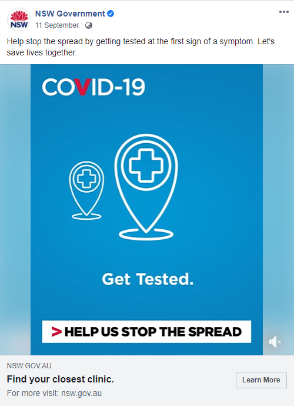 NSW
GOVERNMENT
NSW Government
11 September
Help stop the spread by getting tested at the first sign of a symptom. Let's
save lives together.
COVID-19
Get Tested.
>HELP US STOP THE SPREAD
NSW.GOV.AU
Find your closest clinic.
For more visit: nsw.gov.au
Learn More